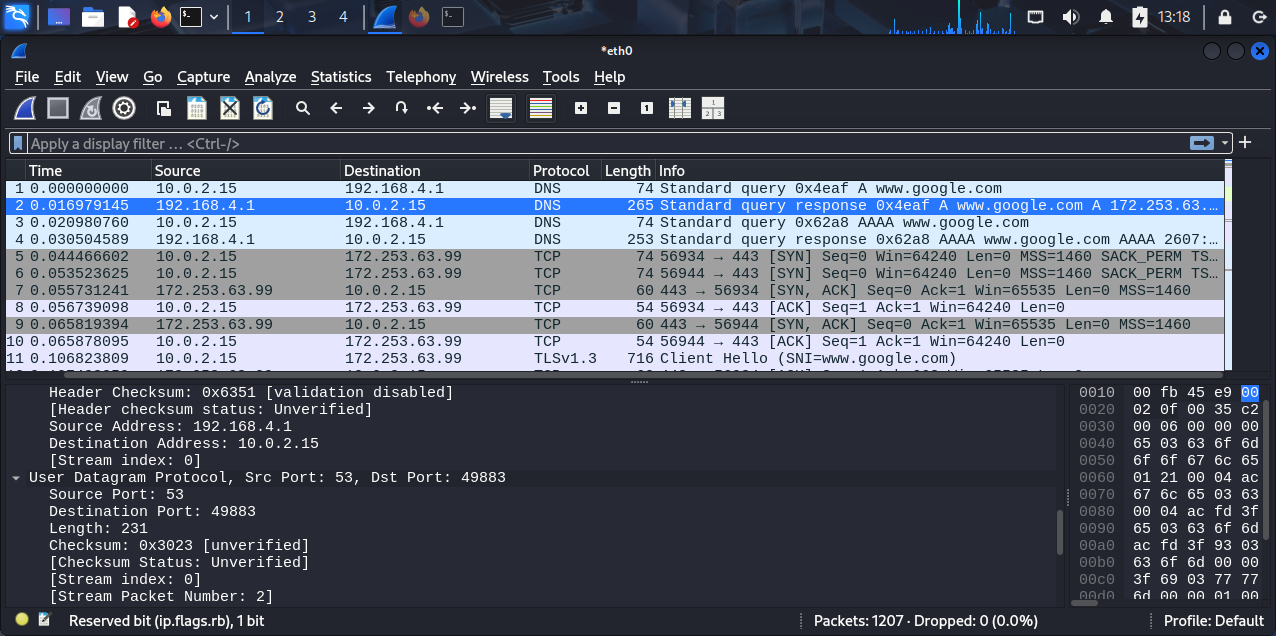 1 2 3 4 13:18
*eth0
File Edit View Go Capture Analyze Statistics Telephony Wireless Tools Help
Apply a display filter … <Ctrl-/>
Time Source Destination Protocol Length Info
1 0.000000000 10.0.2.15 192.168.4.1 DNS 74 Standard query 0x4eaf A www.google.com
2 0.016979145 192.168.4.1 10.0.2.15 DNS 265 Standard query response 0x4eaf A www.google.com A 172.253.63.…
3 0.020980760 10.0.2.15 192.168.4.1 DNS 74 Standard query 0x62a8 AAAA www.google.com
4 0.030504589 192.168.4.1 10.0.2.15 DNS 253 Standard query response 0x62a8 AAAA www.google.com AAAA 2607:…
5 0.044466602 10.0.2.15 172.253.63.99 TCP 74 56934 → 443 [SYN] Seq=0 Win=64240 Len=0 MSS=1460 SACK_PERM TS…
6 0.053523625 10.0.2.15 172.253.63.99 TCP 74 56944 → 443 [SYN] Seq=0 Win=64240 Len=0 MSS=1460 SACK_PERM TS…
7 0.055731241 172.253.63.99 10.0.2.15 TCP 60 443 → 56934 [SYN, ACK] Seq=0 Ack=1 Win=65535 Len=0 MSS=1460
8 0.056739098 10.0.2.15 172.253.63.99 TCP 54 56934 → 443 [ACK] Seq=1 Ack=1 Win=64240 Len=0
9 0.065819394 172.253.63.99 10.0.2.15 TCP 60 443 → 56944 [SYN, ACK] Seq=0 Ack=1 Win=65535 Len=0 MSS=1460
10 0.065878095 10.0.2.15 172.253.63.99 TCP 54 56944 → 443 [ACK] Seq=1 Ack=1 Win=64240 Len=0
11 0.106823809 10.0.2.15 172.253.63.99 TLSv1.3 716 Client Hello (SNI=www.google.com)
Header Checksum: 0x6351 [validation disabled]
[Header checksum status: Unverified]
Source Address: 192.168.4.1
Destination Address: 10.0.2.15
[Stream index: 0]
User Datagram Protocol, Src Port: 53, Dst Port: 49883
Source Port: 53
Destination Port: 49883
Length: 231
Checksum: 0x3023 [unverified]
[Checksum Status: Unverified]
[Stream index: 0]
[Stream Packet Number: 2]
0010 00 fb 45 e9 00
0020 02 0f 00 35 c2
0030 00 06 00 00 00
0040 65 03 63 6f 6d
0050 6f 6f 67 6c 65
0060 01 21 00 04 ac
0070 67 6c 65 03 63
0080 00 04 ac fd 3f
0090 65 03 63 6f 6d
00a0 ac fd 3f 93 03
00b0 63 6f 6d 00 00
00c0 3f 69 03 77 77
00d0 6d 00 00 01 00
Reserved bit (ip.flags.rb), 1 bit
Packets: 1207 · Dropped: 0 (0.0%)
Profile: Default